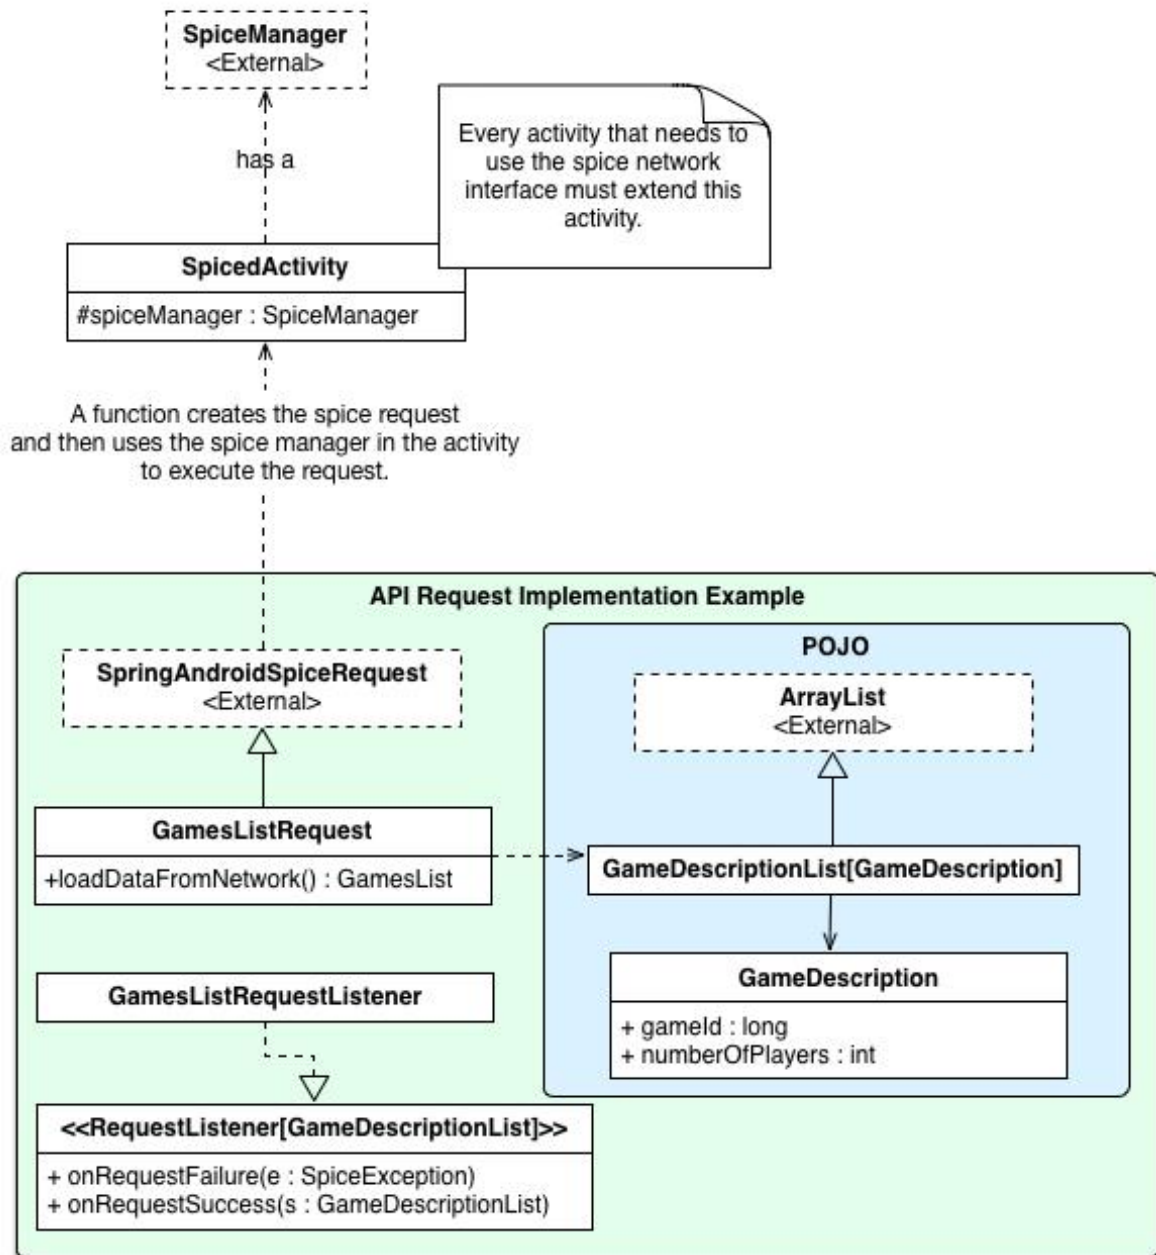 SpiceManager
<External>
has a
Every activity that needs to
use the spice network
interface must extend this
activity.
SpicedActivity
#spiceManager : SpiceManager
A function creates the spice request
and then uses the spice manager in the activity
to execute the request.
API Request Implementation Example
SpringAndroidSpiceRequest
<External>
POJO
ArrayList
<External>
GamesListRequest
+loadDataFromNetwork() : GamesList
GameDescriptionList[GameDescription]
GameDescription
+ gameId : long
+ numberOfPlayers : int
GamesListRequestListener
<<RequestListener[GameDescriptionList]>>
+ onRequestFailure(e : SpiceException)
+ onRequestSuccess(s : GameDescriptionList)